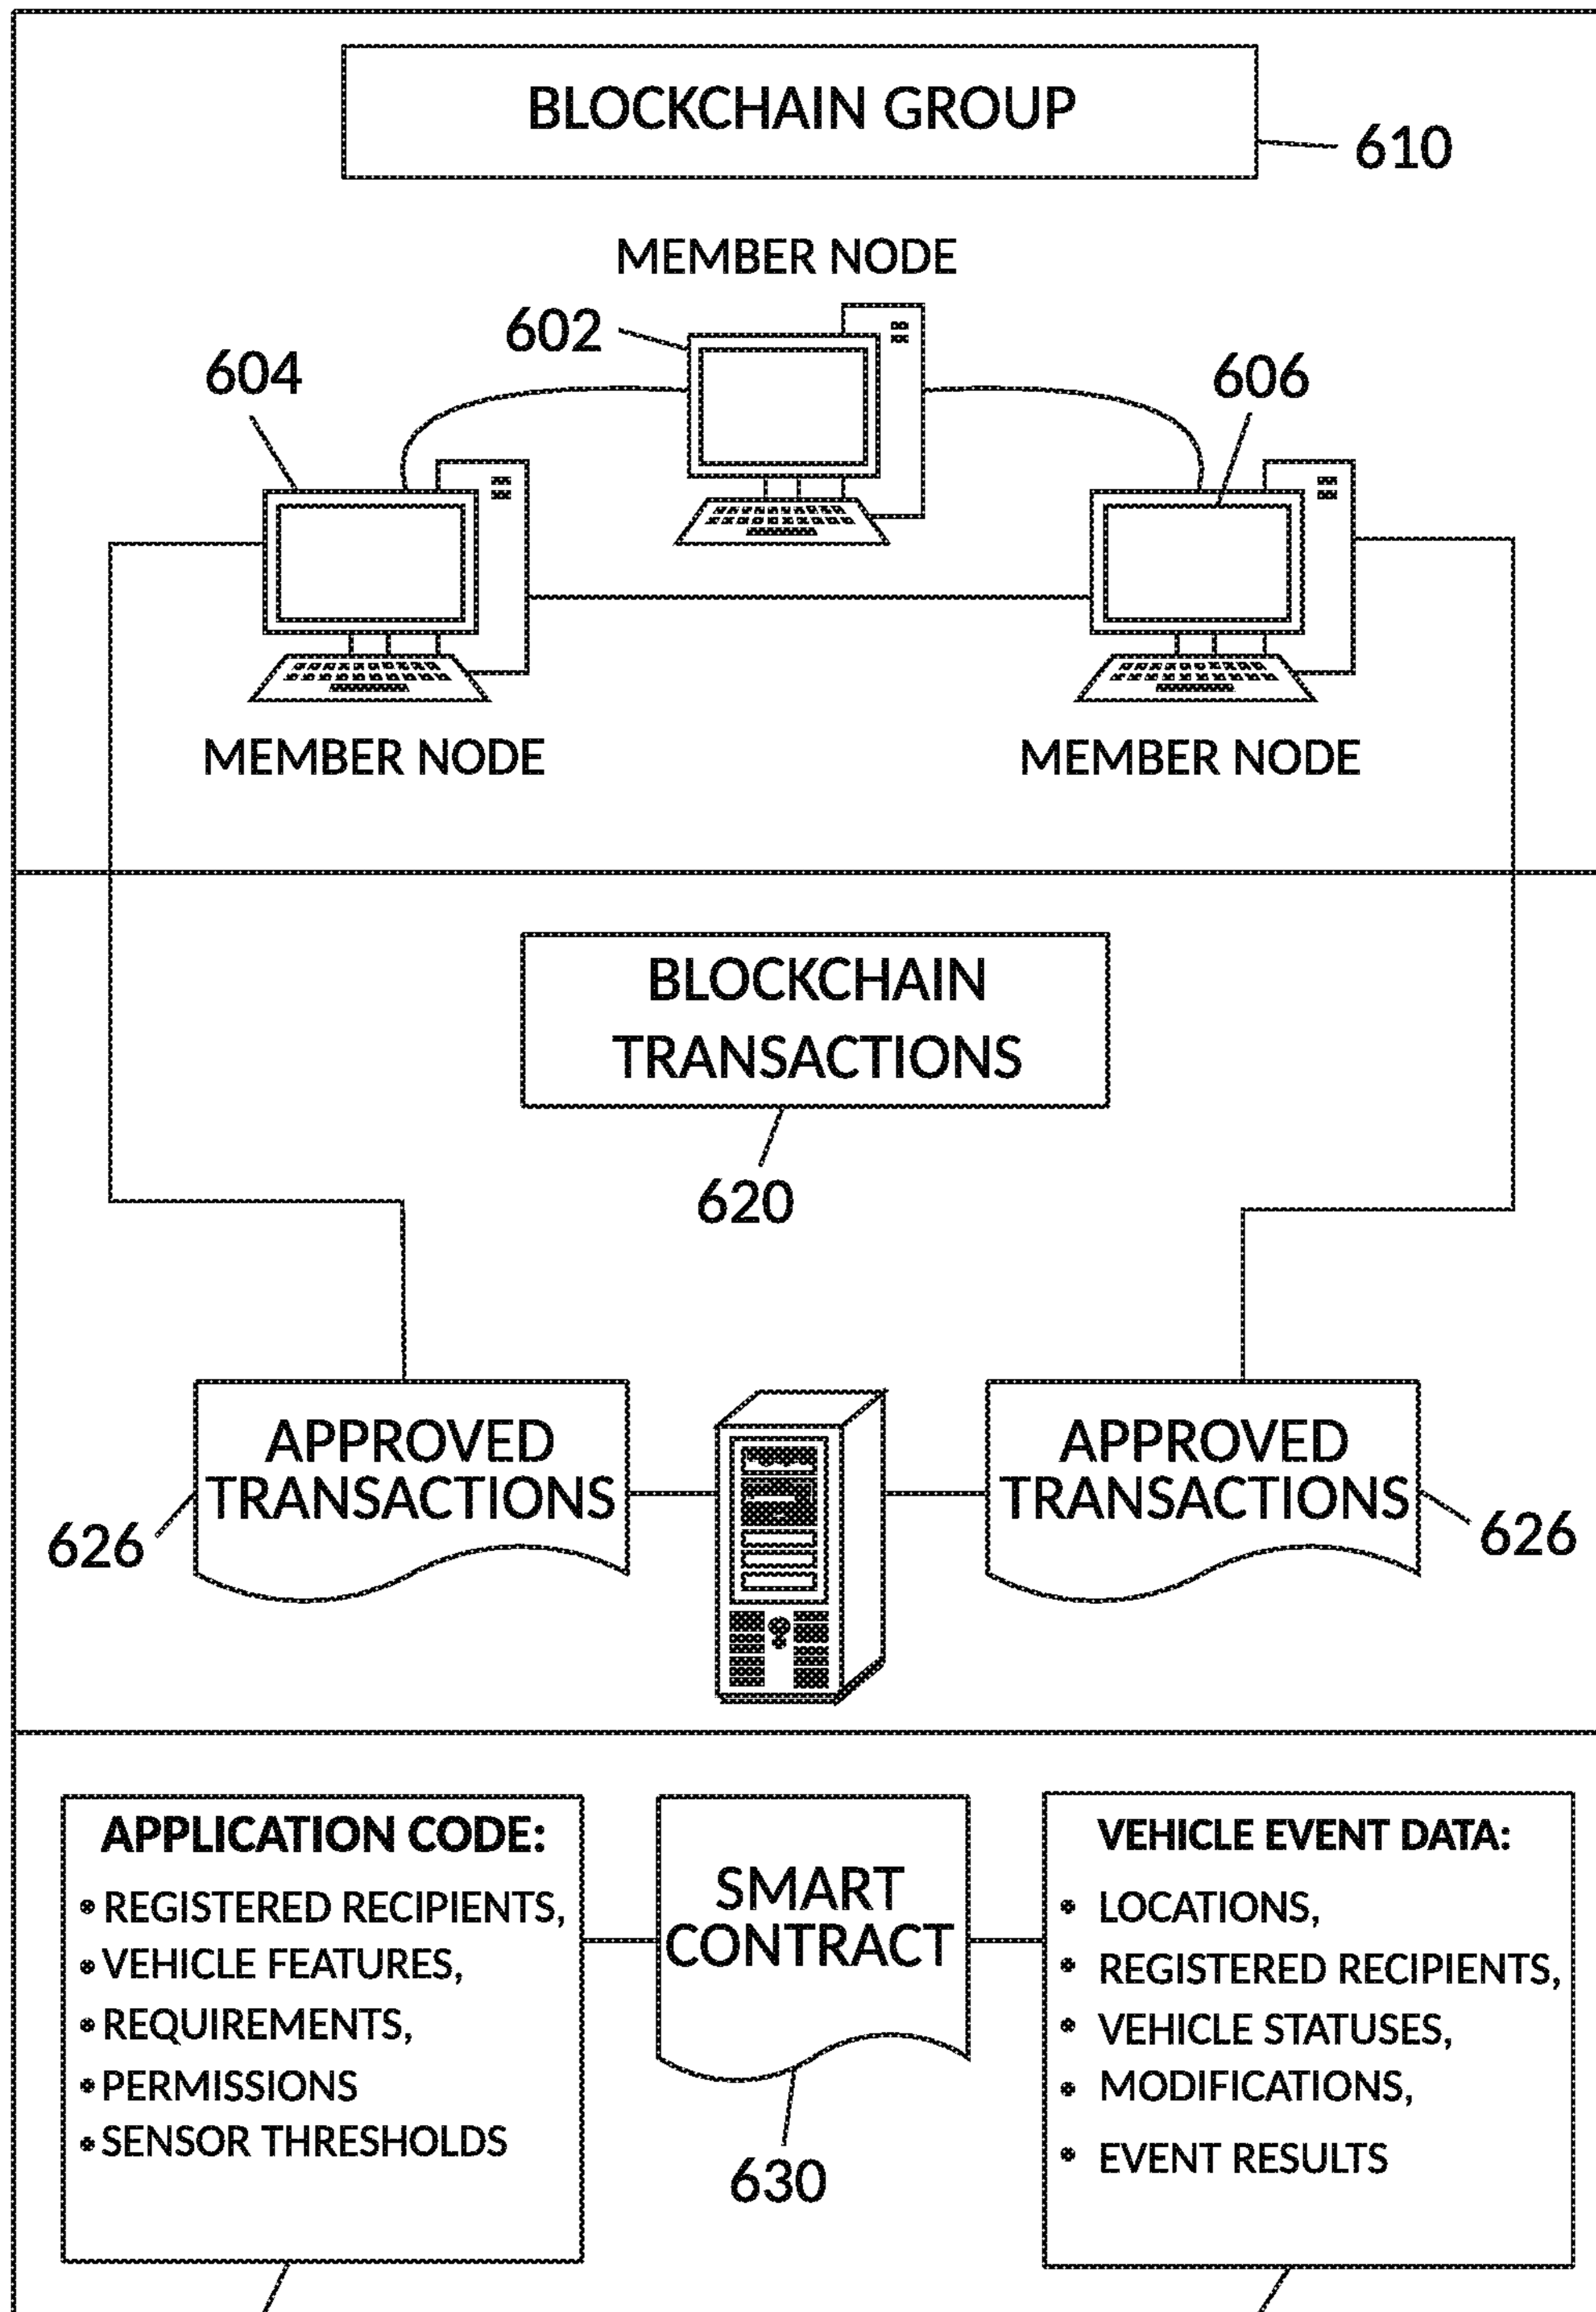 BLOCKCHAIN GROUP
610
MEMBER NODE
602
604
606
MEMBER NODE
MEMBER NODE
BLOCKCHAIN
TRANSACTIONS
620
APPROVED
TRANSACTIONS
626
APPROVED
TRANSACTIONS
626
APPLICATION CODE:
• REGISTERED RECIPIENTS,
• VEHICLE FEATURES,
• REQUIREMENTS,
• PERMISSIONS
• SENSOR THRESHOLDS
SMART
CONTRACT
630
VEHICLE EVENT DATA:
• LOCATIONS,
• REGISTERED RECIPIENTS,
• VEHICLE STATUSES,
• MODIFICATIONS,
• EVENT RESULTS